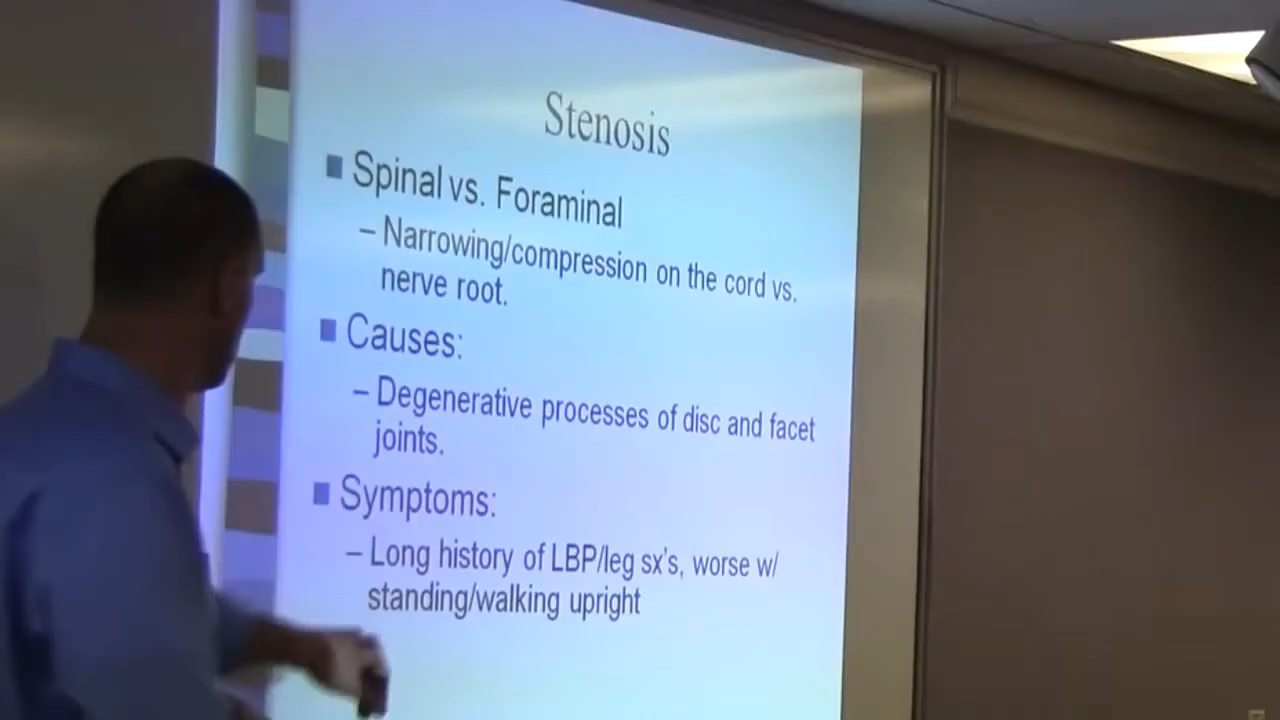 Stenosis
■ Spinal vs. Foraminal
– Narrowing/compression on the cord vs.
nerve root.
■ Causes:
– Degenerative processes of disc and facet
joints.
■ Symptoms:
– Long history of LBP/leg sx's, worse w/
standing/walking upright